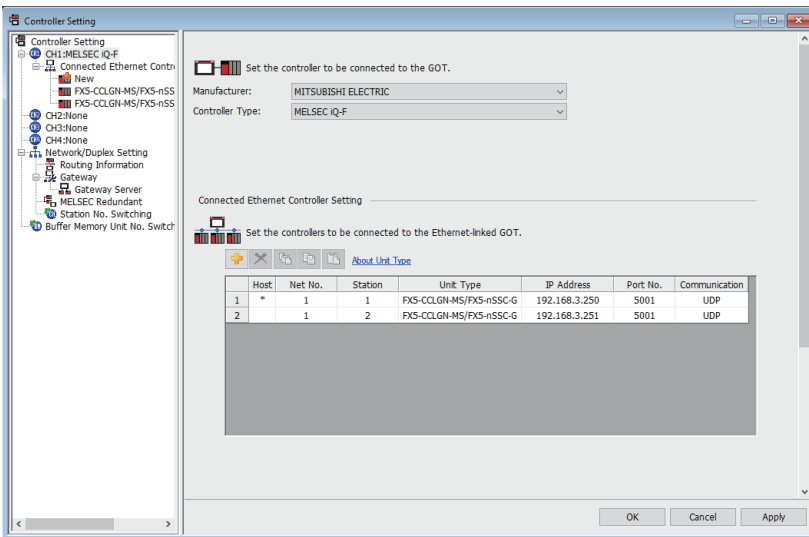 Controller Setting
Controller Setting
CH1:MELSEC iQ-F
Connected Ethernet Contr
New
FX5-CCLGN-MS/FX5-nSS
FX5-CCLGN-MS/FX5-nSS
CH2:None
CH3:None
CH4:None
Network/Duplex Setting
Routing Information
Gateway
Gateway Server
MELSEC Redundant
Station No. Switching
Buffer Memory Unit No. Switch
Set the controller to be connected to the GOT.
Manufacturer: MITSUBISHI ELECTRIC
Controller Type: MELSEC iQ-F
Connected Ethernet Controller Setting
Set the controllers to be connected to the Ethernet-linked GOT.
About Unit Type
Host Net No. Station Unit Type IP Address Port No. Communication
1 * 1 1 FX5-CCLGN-MS/FX5-nSSC-G 192.168.3.250 5001 UDP
2 1 2 FX5-CCLGN-MS/FX5-nSSC-G 192.168.3.251 5001 UDP
OK Cancel Apply